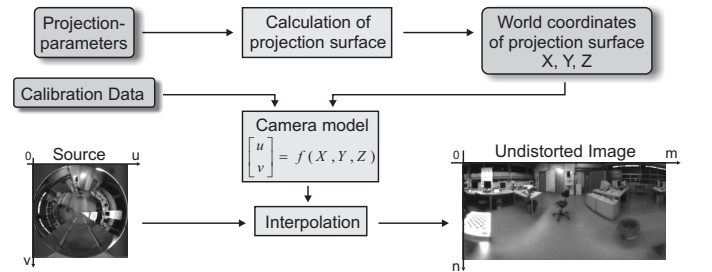 Projection-
parameters
Calculation of
projection surface
World coordinates
of projection surface
X, Y, Z
Calibration Data
Camera model
[u v] = f ( X , Y , Z )
0 Source u
v
Interpolation
0 Undistorted Image m
n